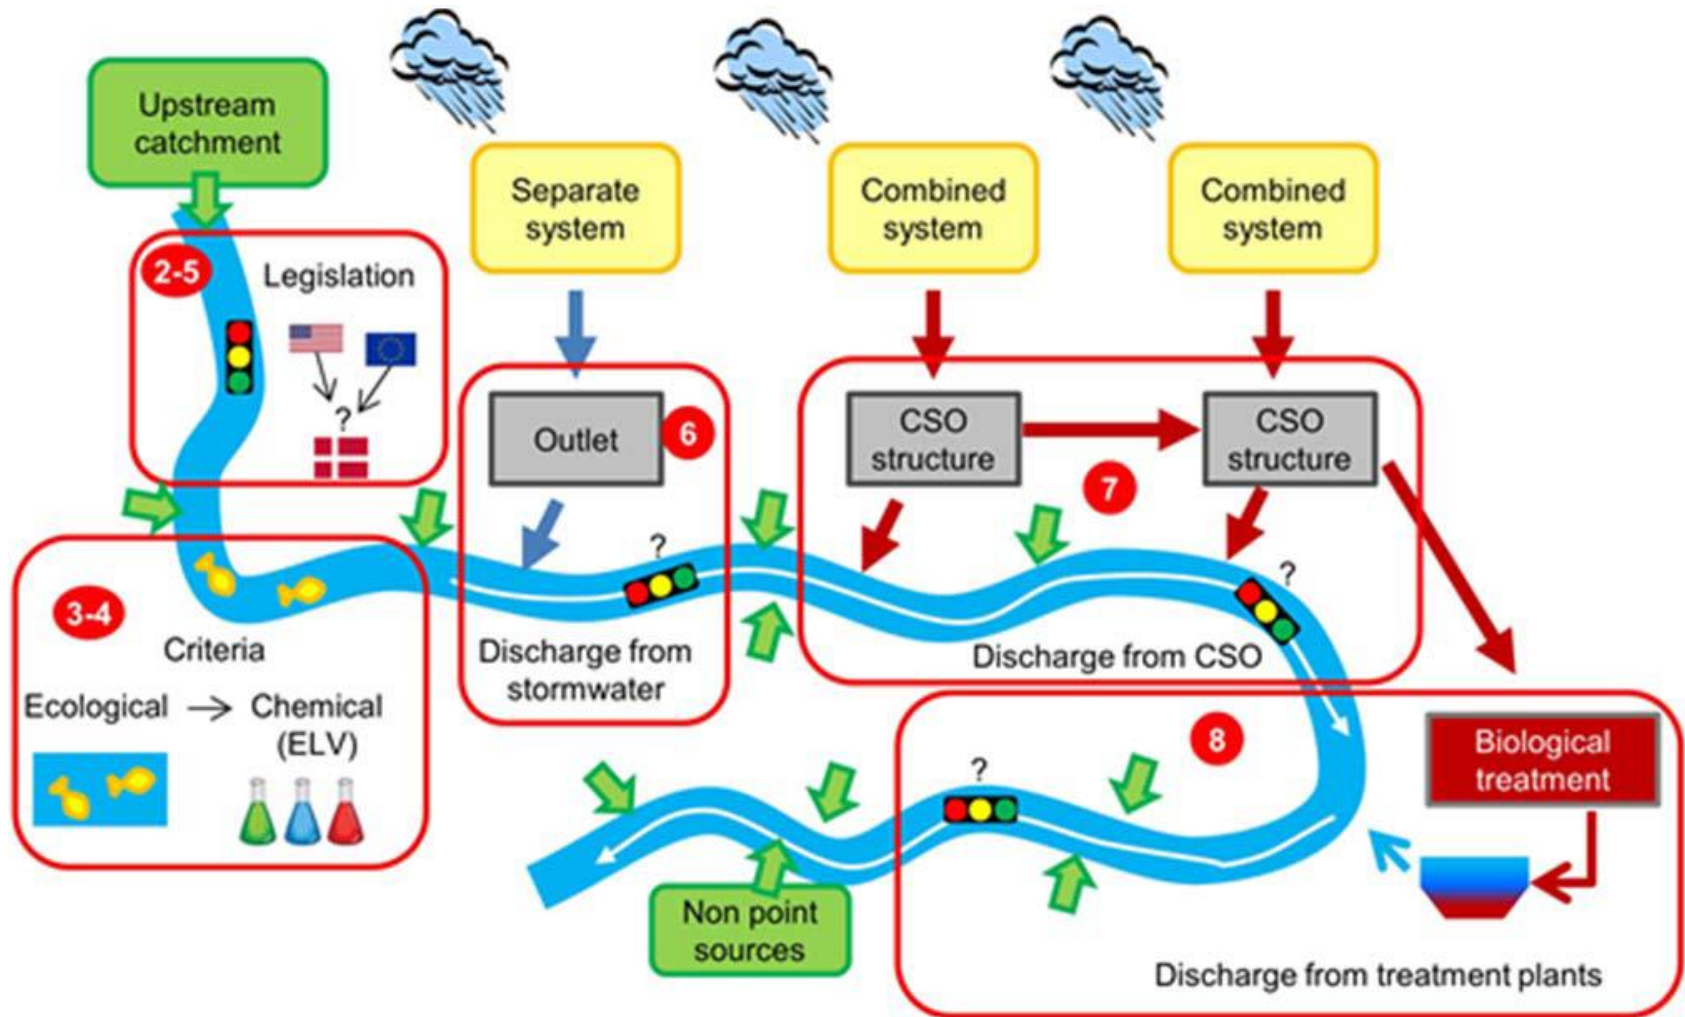 Upstream
catchment
Separate
system
Combined
system
Combined
system
2-5
Legislation
?
Outlet
6
CSO
structure
CSO
structure
7
?
?
3-4
Criteria
Ecological
Chemical
(ELV)
Discharge from
stormwater
Discharge from CSO
8
?
Biological
treatment
Non point
sources
Discharge from treatment plants